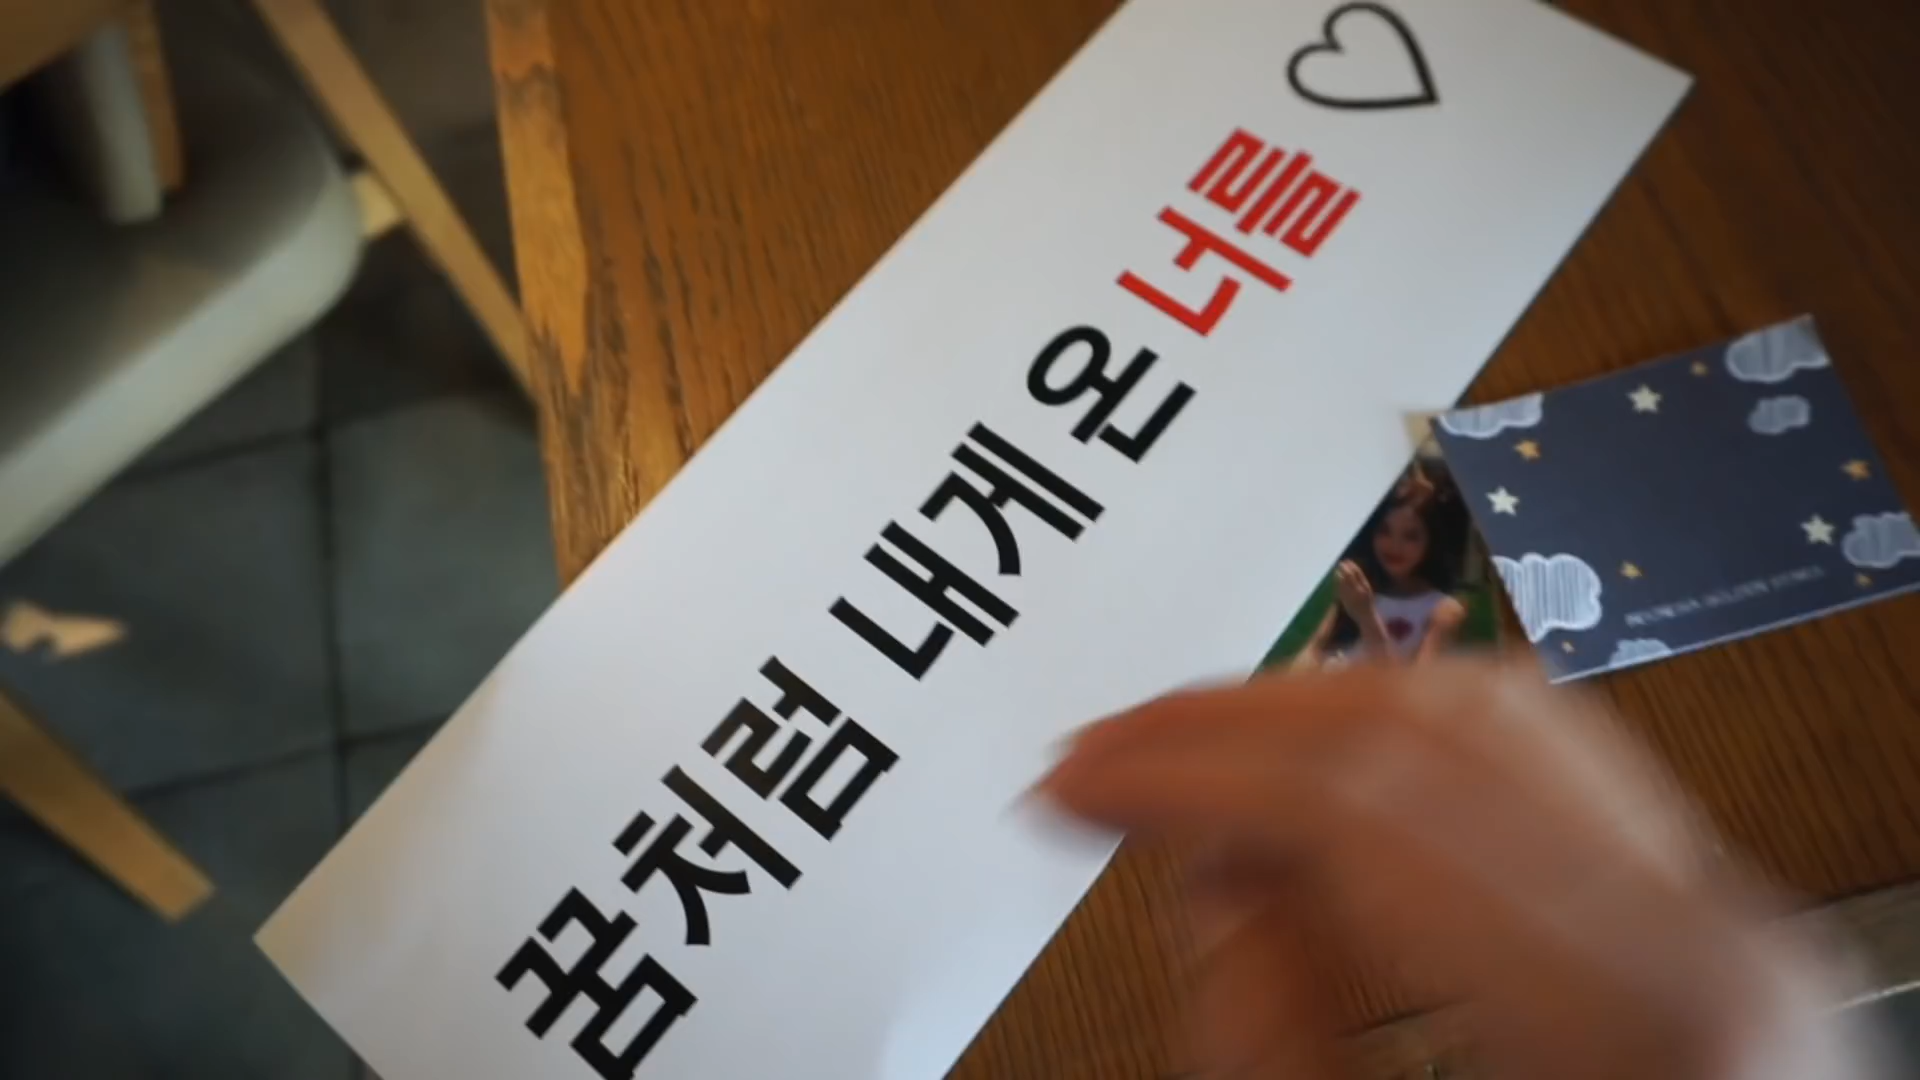 꿈처럼 내게 온 너를 ♡